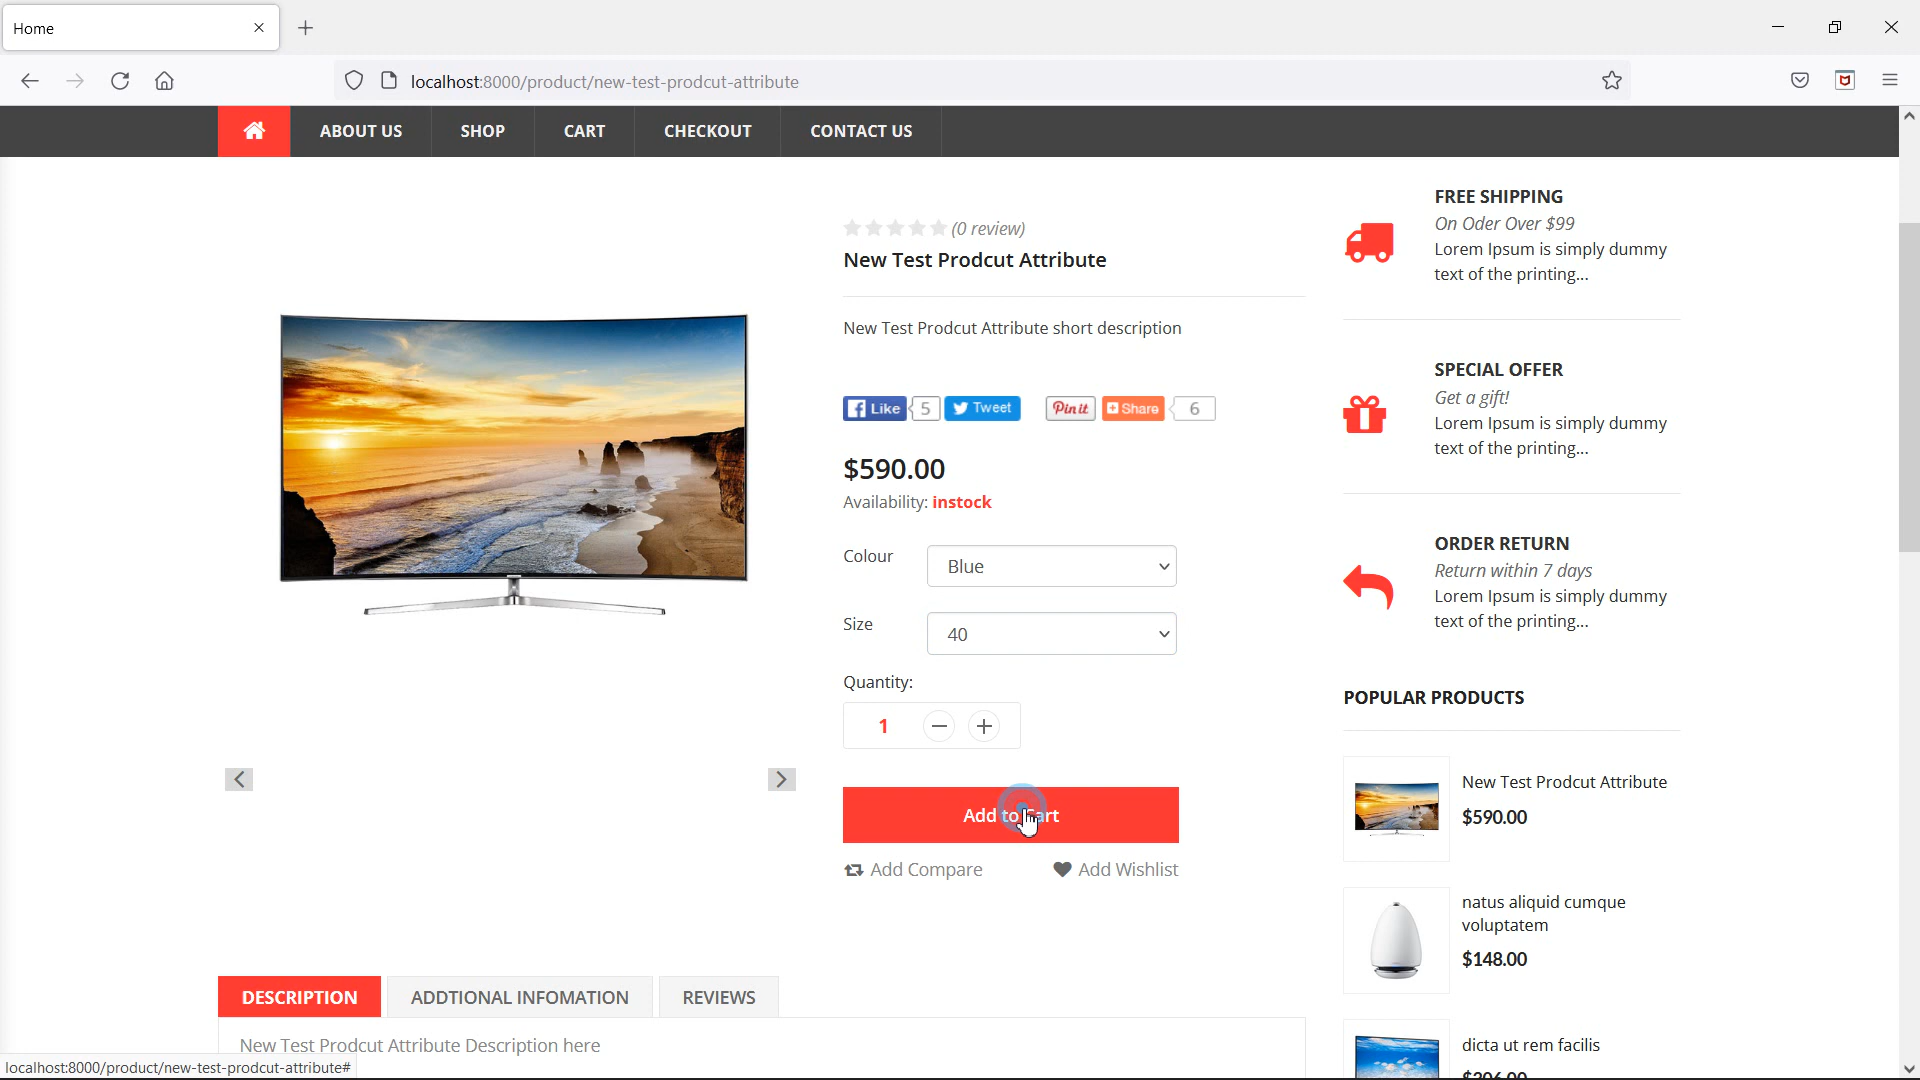 Home
localhost:8000/product/new-test-prodcut-attribute
ABOUT US
SHOP
CART
CHECKOUT
CONTACT US
(0 review)
New Test Prodcut Attribute
New Test Prodcut Attribute short description
Like
5
Tweet
Pinit
Share
6
$590.00
Availability: instock
Colour
Blue
Size
40
Quantity:
1
Add to Cart
Add Compare
Add Wishlist
FREE SHIPPING
On Oder Over $99
Lorem Ipsum is simply dummy
text of the printing...
SPECIAL OFFER
Get a gift!
Lorem Ipsum is simply dummy
text of the printing...
ORDER RETURN
Return within 7 days
Lorem Ipsum is simply dummy
text of the printing...
POPULAR PRODUCTS
New Test Prodcut Attribute
$590.00
natus aliquid cumque
voluptatem
$148.00
dicta ut rem facilis
DESCRIPTION
ADDTIONAL INFOMATION
REVIEWS
New Test Prodcut Attribute Description here
localhost:8000/product/new-test-prodcut-attribute#